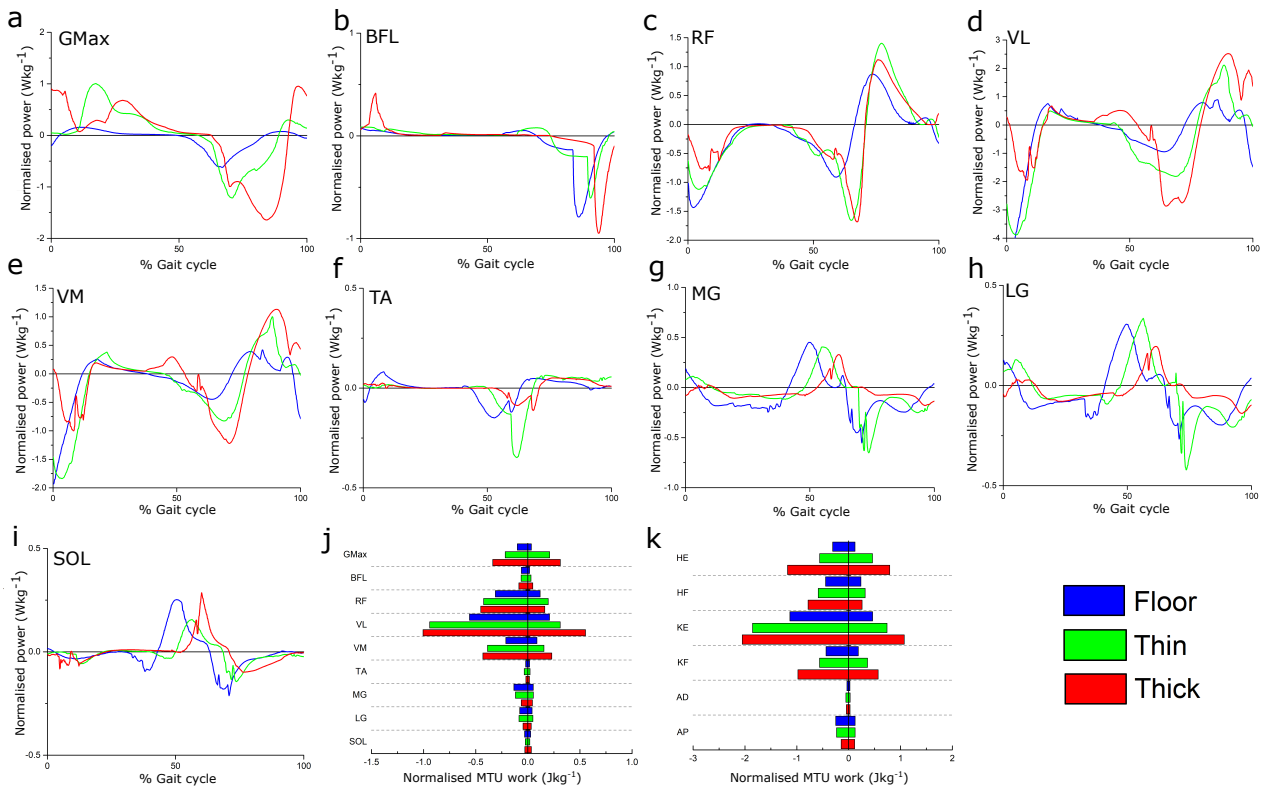 a
GMax
Normalised power (Wkg-1)
2
1
0
-1
-2
0
50
100
% Gait cycle
b
BFL
Normalised power (Wkg-1)
1
0
-1
0
50
100
% Gait cycle
c
RF
Normalised power (Wkg-1)
1.5
1.0
0.5
0.0
-0.5
-1.0
-1.5
-2.0
0
50
100
% Gait cycle
d
VL
Normalised power (Wkg-1)
3
2
1
0
-1
-2
-3
-4
0
50
100
% Gait cycle
e
VM
Normalised power (Wkg-1)
1.5
1.0
0.5
0.0
-0.5
-1.0
-1.5
-2.0
0
50
100
% Gait cycle
f
TA
Normalised power (Wkg-1)
0.5
0.0
-0.5
0
50
100
% Gait cycle
g
MG
Normalised power (Wkg-1)
1.0
0.5
0.0
-0.5
-1.0
0
50
100
% Gait cycle
h
LG
Normalised power (Wkg-1)
0.5
0.0
-0.5
0
50
100
% Gait cycle
i
SOL
Normalised power (Wkg-1)
0.5
0.0
-0.5
0
50
100
% Gait cycle
j
GMax
BFL
RF
VL
VM
TA
MG
LG
SOL
-1.5
-1.0
-0.5
0.0
0.5
1.0
Normalised MTU work (Jkg-1)
k
HE
HF
KE
KF
AD
AP
-3
-2
-1
0
1
2
Normalised MTU work (Jkg-1)
Floor
Thin
Thick